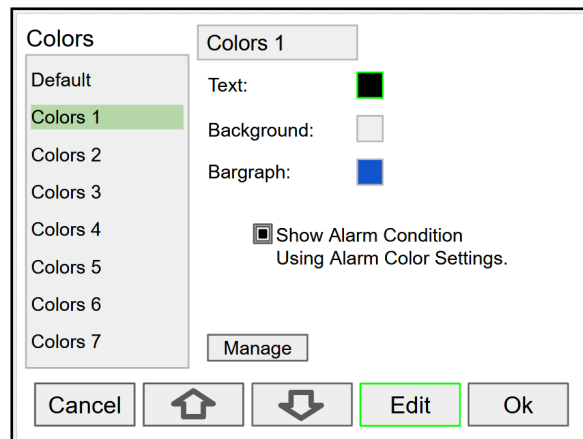 Colors
Default
Colors 1
Colors 2
Colors 3
Colors 4
Colors 5
Colors 6
Colors 7
Colors 1
Text:
Background:
Bargraph:
Show Alarm Condition
Using Alarm Color Settings.
Manage
Cancel
Edit
Ok